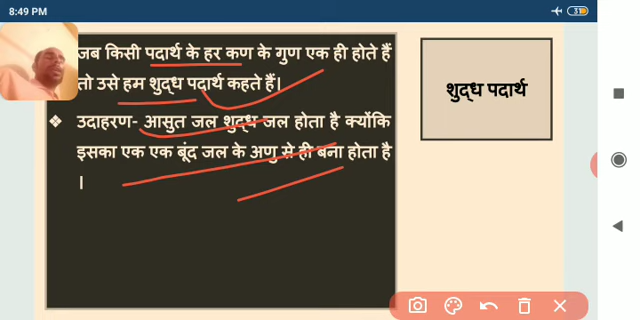 8:49 PM
31
जब किसी पदार्थ के हर कण के गुण एक ही होते हैं
तो उसे हम शुद्ध पदार्थ कहते हैं।
शुद्ध पदार्थ
❖ उदाहरण- आसुत जल शुद्ध जल होता है क्योंकि
इसका एक एक बूंद जल के अणु से ही बना होता है
।